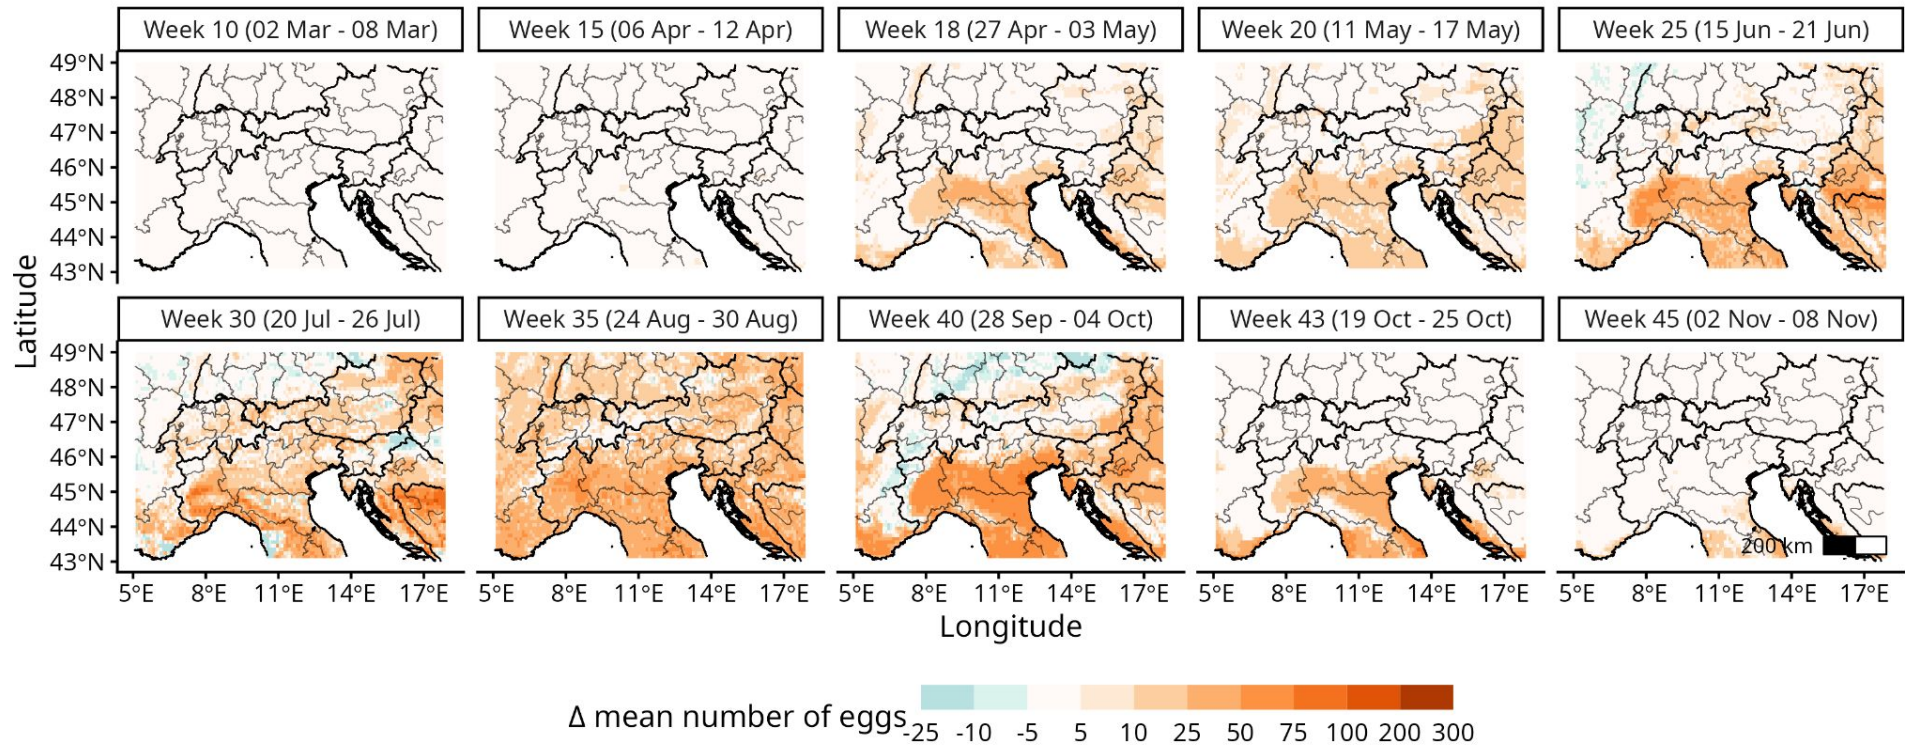 Week 10 (02 Mar - 08 Mar) Week 15 (06 Apr - 12 Apr) Week 18 (27 Apr - 03 May) Week 20 (11 May - 17 May) Week 25 (15 Jun - 21 Jun)
49°N
48°N
47°N
46°N
45°N
44°N
43°N
Latitude
Week 30 (20 Jul - 26 Jul) Week 35 (24 Aug - 30 Aug) Week 40 (28 Sep - 04 Oct) Week 43 (19 Oct - 25 Oct) Week 45 (02 Nov - 08 Nov)
49°N
48°N
47°N
46°N
45°N
44°N
43°N
200 km
5°E 8°E 11°E 14°E 17°E 5°E 8°E 11°E 14°E 17°E 5°E 8°E 11°E 14°E 17°E 5°E 8°E 11°E 14°E 17°E 5°E 8°E 11°E 14°E 17°E
Longitude
Δ mean number of eggs
-25 -10 -5 5 10 25 50 75 100 200 300